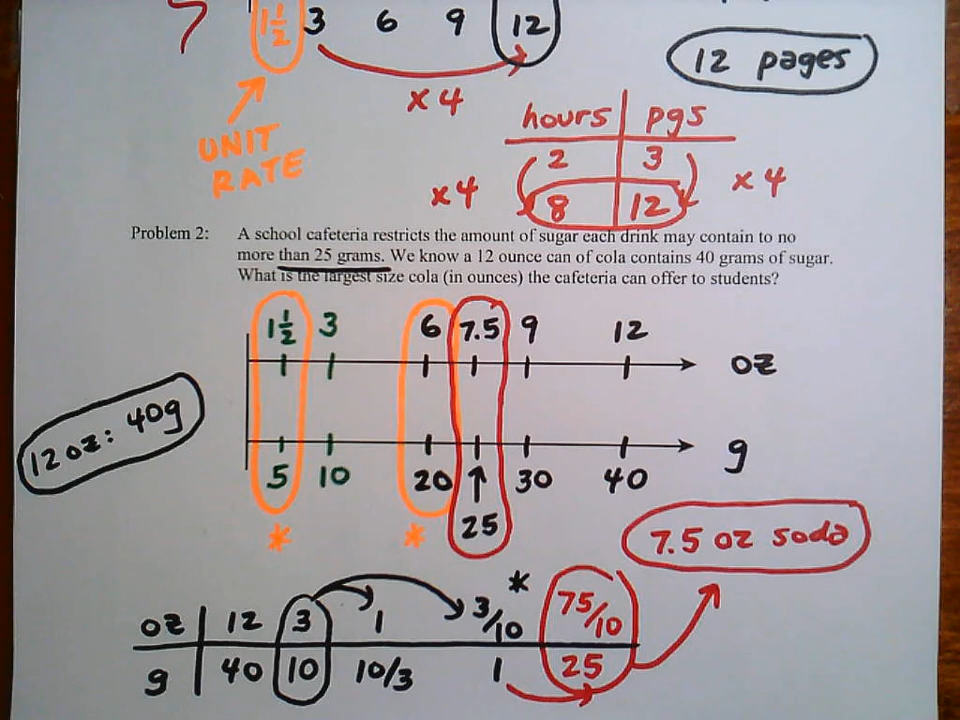 1½ 3 6 9 12
12 pages
x 4
UNIT
RATE
hours pgs
2 3
x 4 8 12 x 4
Problem 2: A school cafeteria restricts the amount of sugar each drink may contain to no
more than 25 grams. We know a 12 ounce can of cola contains 40 grams of sugar.
What is the largest size cola (in ounces) the cafeteria can offer to students?
1½ 3 6 7.5 9 12
oz
12oz: 40g
g
5 10 20 30 40
25
* *
7.5 oz soda
*
oz 12 3 1 3/10 75/10
g 40 10 10/3 1 25